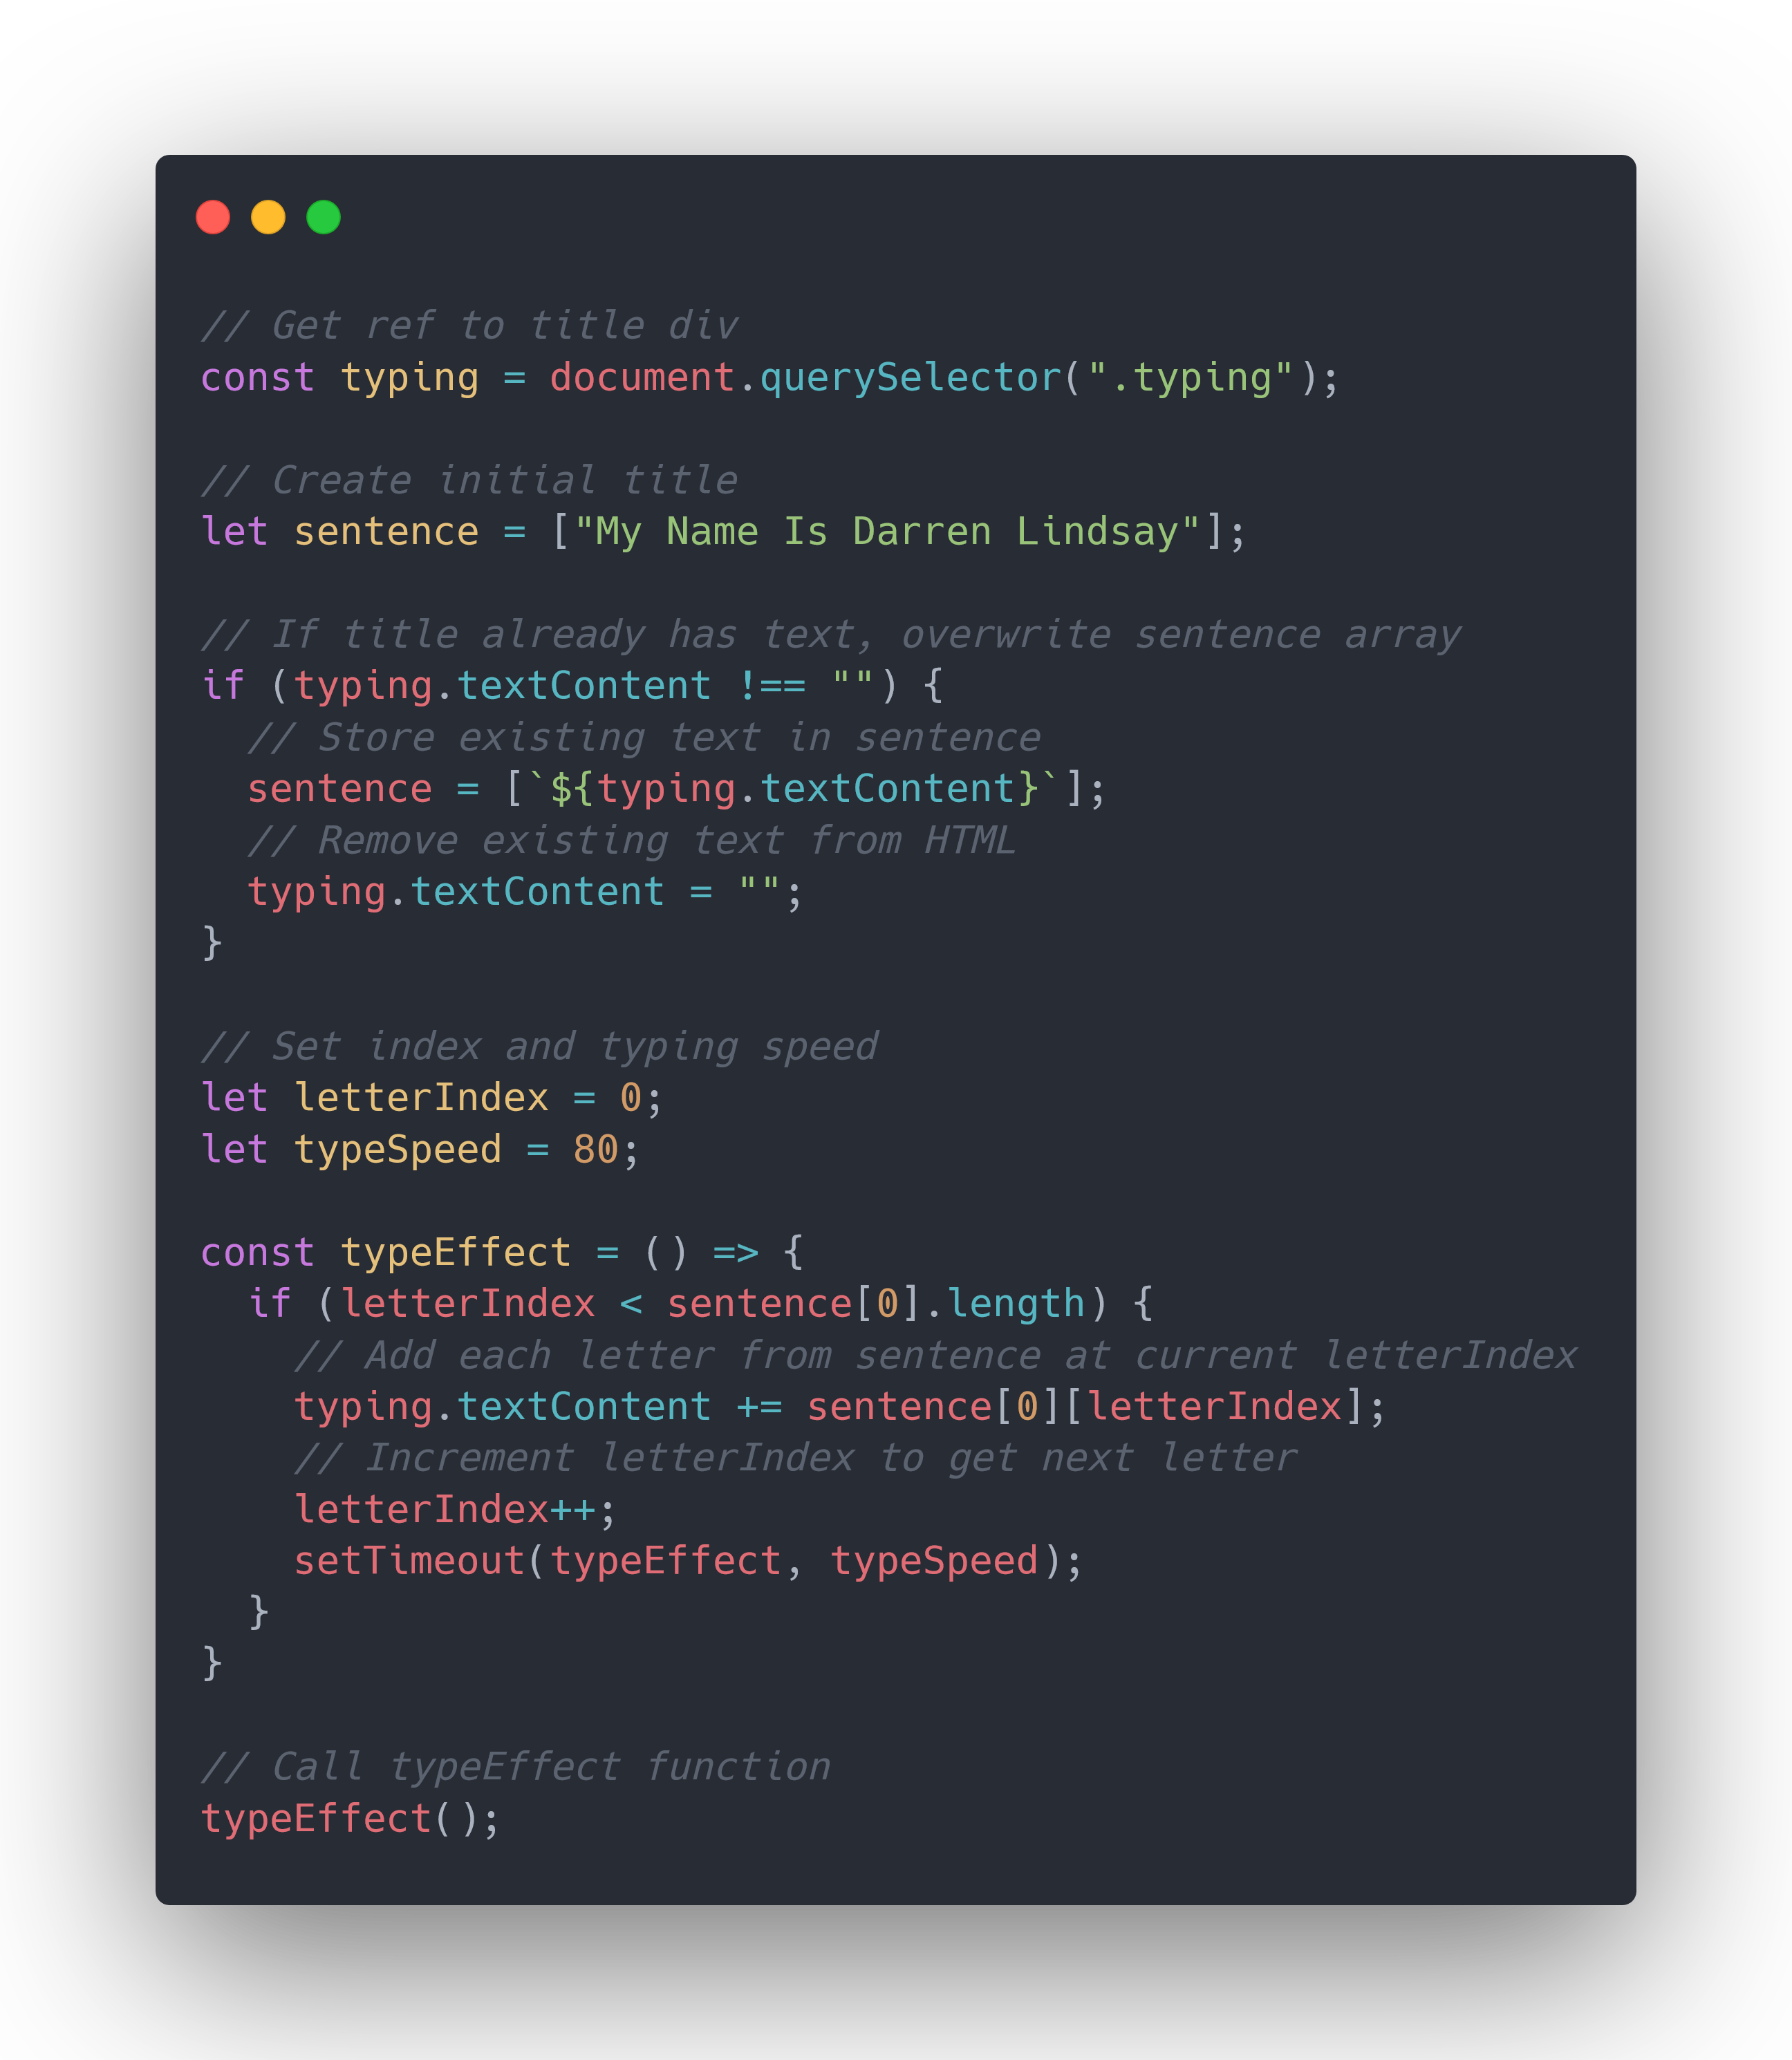 // Get ref to title div
const typing = document.querySelector(".typing");

// Create initial title
let sentence = ["My Name Is Darren Lindsay"];

// If title already has text, overwrite sentence array
if (typing.textContent !== "") {
  // Store existing text in sentence
  sentence = [`${typing.textContent}`];
  // Remove existing text from HTML
  typing.textContent = "";
}

// Set index and typing speed
let letterIndex = 0;
let typeSpeed = 80;

const typeEffect = () => {
  if (letterIndex < sentence[0].length) {
    // Add each letter from sentence at current letterIndex
    typing.textContent += sentence[0][letterIndex];
    // Increment letterIndex to get next letter
    letterIndex++;
    setTimeout(typeEffect, typeSpeed);
  }
}

// Call typeEffect function
typeEffect();